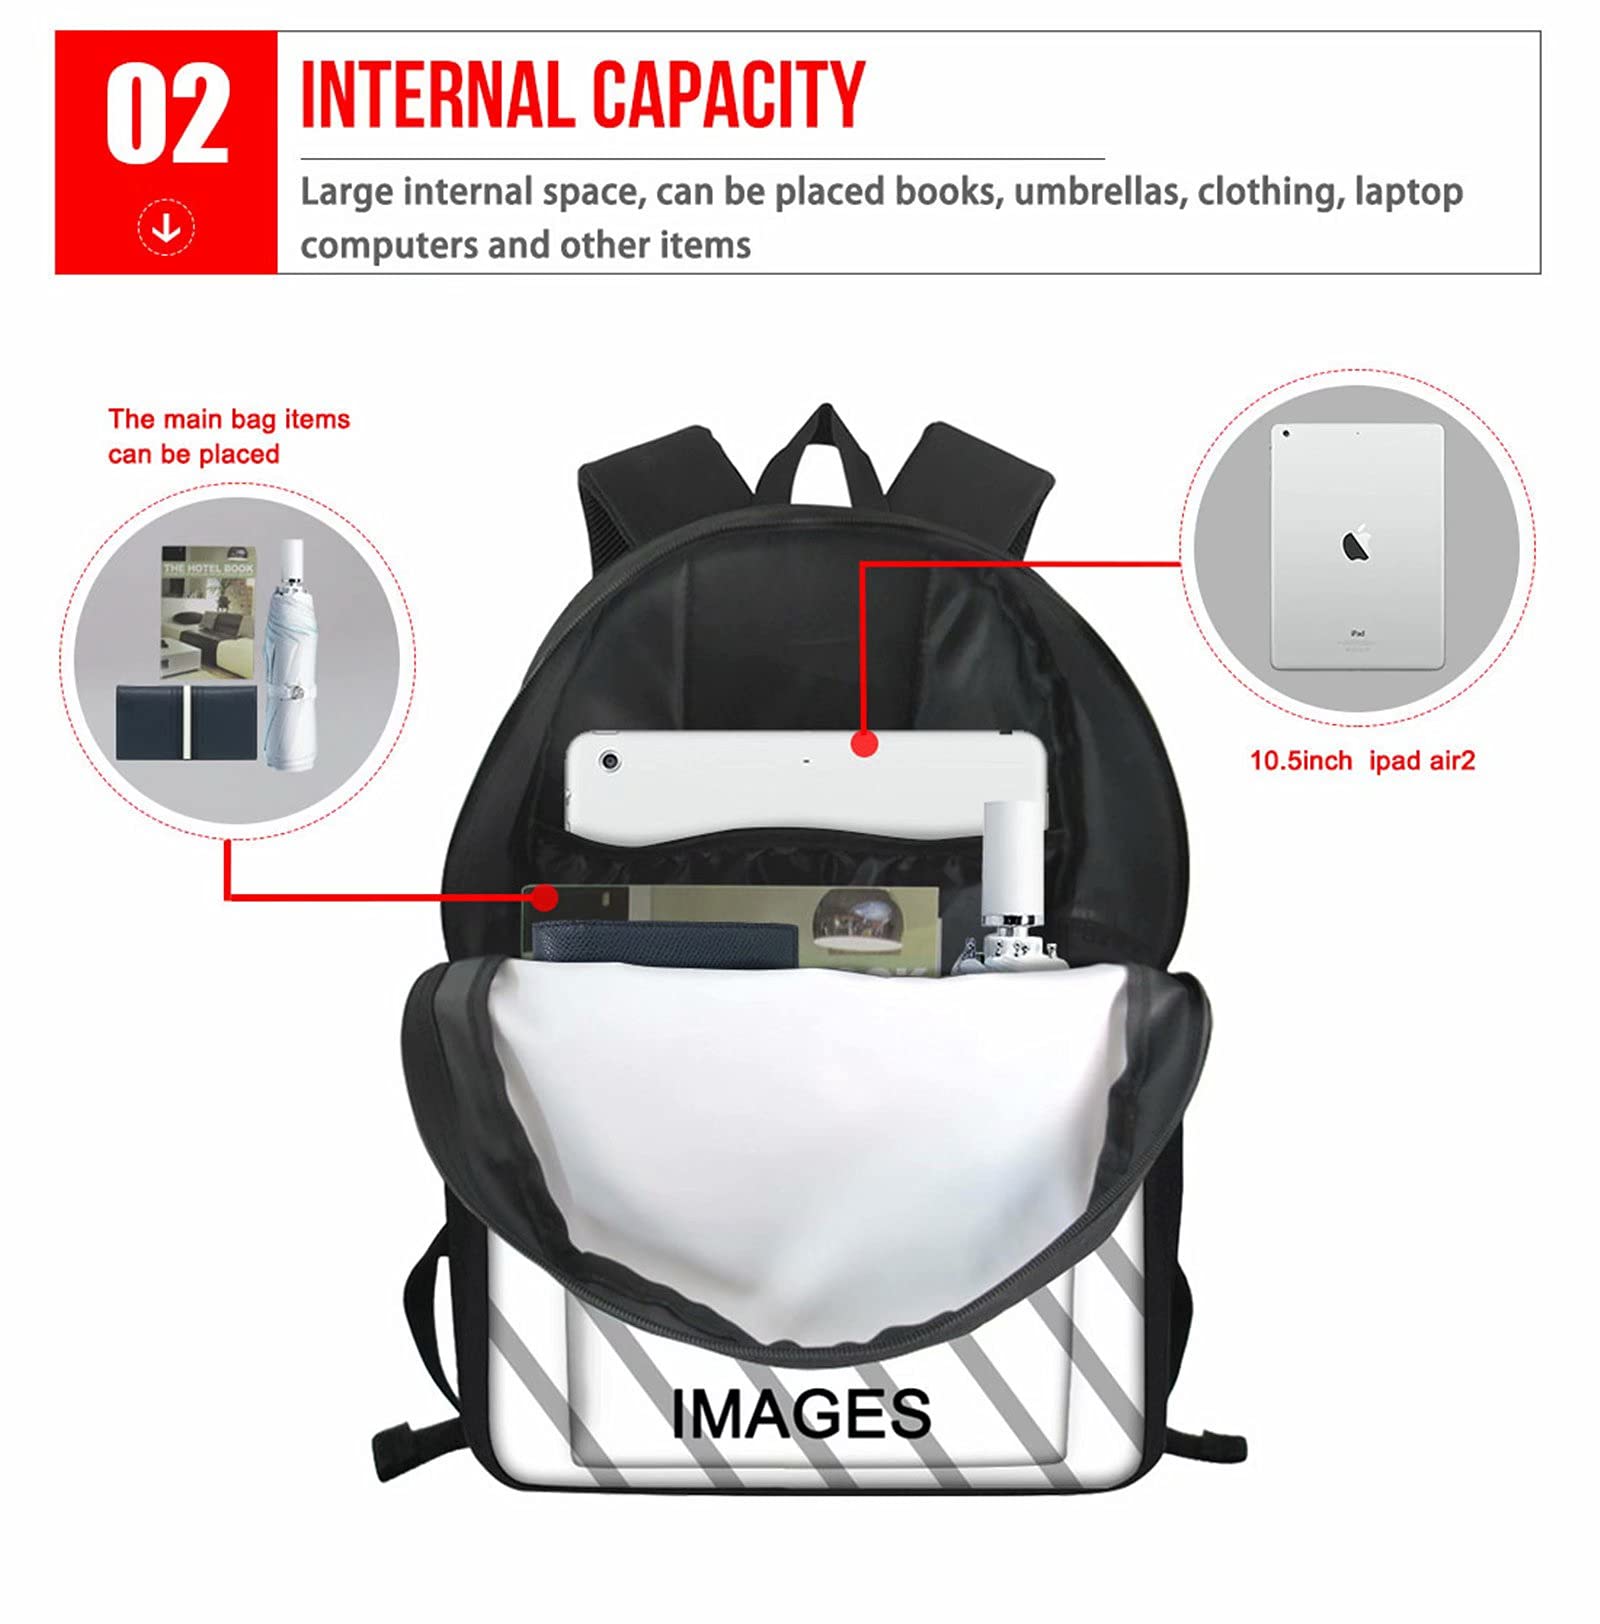 02
INTERNAL CAPACITY
Large internal space, can be placed books, umbrellas, clothing, laptop
computers and other items
The main bag items
can be placed
THE HOTEL BOOK
iPad
10.5inch ipad air2
IMAGES